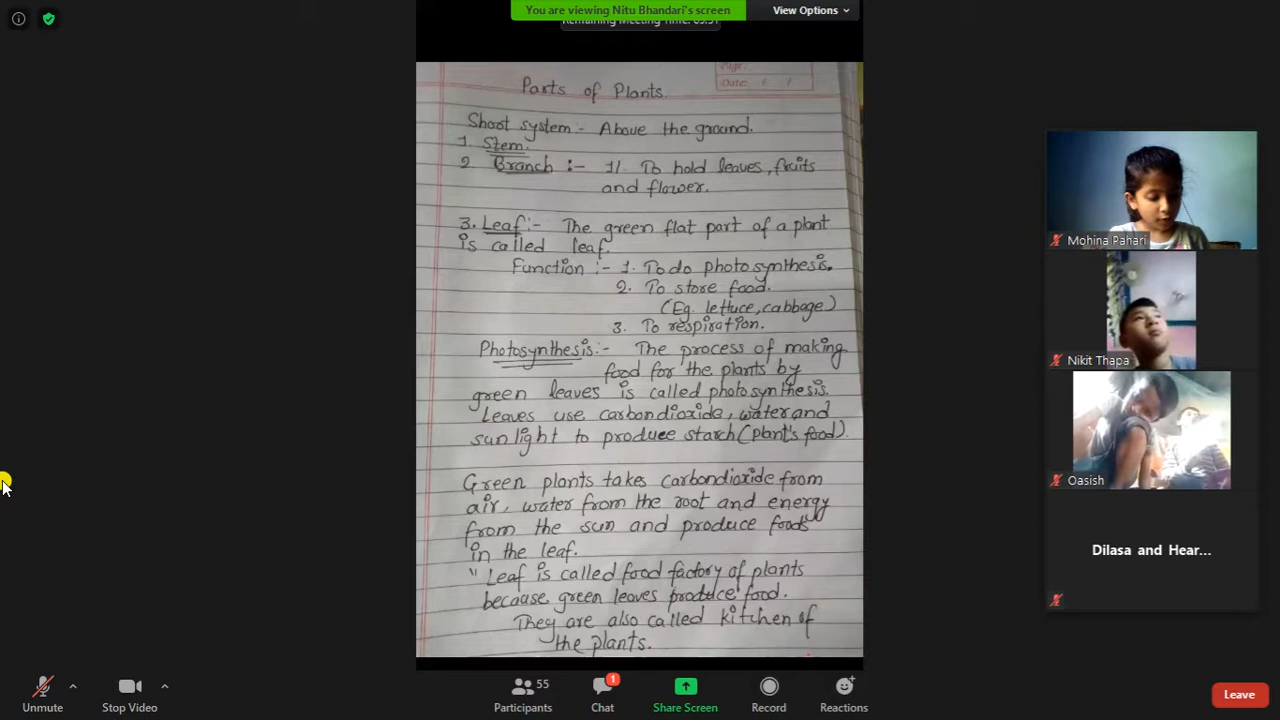 You are viewing Nitu Bhandari's screen
View Options
Remaining Meeting Time: 05:51
Page:
Date: / /
Parts of Plants.
Shoot system:- Above the ground.
1. Stem.
2 Branch :- 1/. To hold leaves, fruits
and flower.
3. Leaf:- The green flat part of a plant
is called leaf.
Function :- 1. To do photosynthesis.
2. To store food.
(Eg. lettuce, cabbage)
3. To respiration.
Photosynthesis:- The process of making
food for the plants by
green leaves is called photosynthesis.
Leaves use carbondioxide, water and
sunlight to produce starch (plant's food).
Green plants takes carbondioxide from
air, water from the root and energy
from the sun and produce foods
in the leaf.
" Leaf is called food factory of plants
because green leaves produce food.
They are also called kitchen of
the plants.
Mohina Pahari
Nikit Thapa
Oasish
Dilasa and Hear...
Unmute
Stop Video
55
Participants
1
Chat
Share Screen
Record
Reactions
Leave